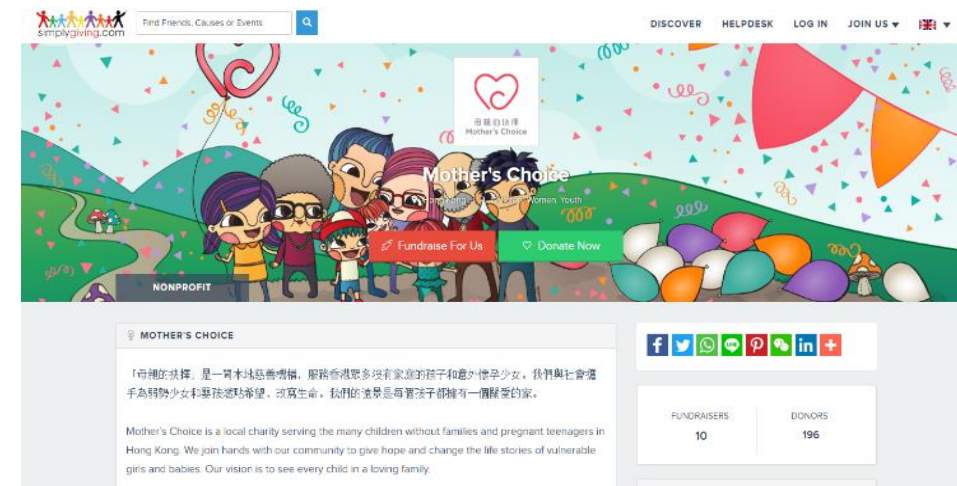 simplygiving.com
Find Friends, Causes or Events
DISCOVER HELPDESK LOG IN JOIN US
母親的抉擇
Mother's Choice
Mother's Choice
Women, Youth
Fundraise For Us
Donate Now
NONPROFIT
MOTHER'S CHOICE
「母親的抉擇」是一間本地慈善機構，服務香港眾多沒有家庭的孩子和意外懷孕少女。我們與社會攜
手為弱勢少女和嬰孩燃點希望、改寫生命。我們的遠景是每個孩子都擁有一個關愛的家。
Mother's Choice is a local charity serving the many children without families and pregnant teenagers in
Hong Kong. We join hands with our community to give hope and change the life stories of vulnerable
girls and babies. Our vision is to see every child in a loving family.
FUNDRAISERS
10
DONORS
196